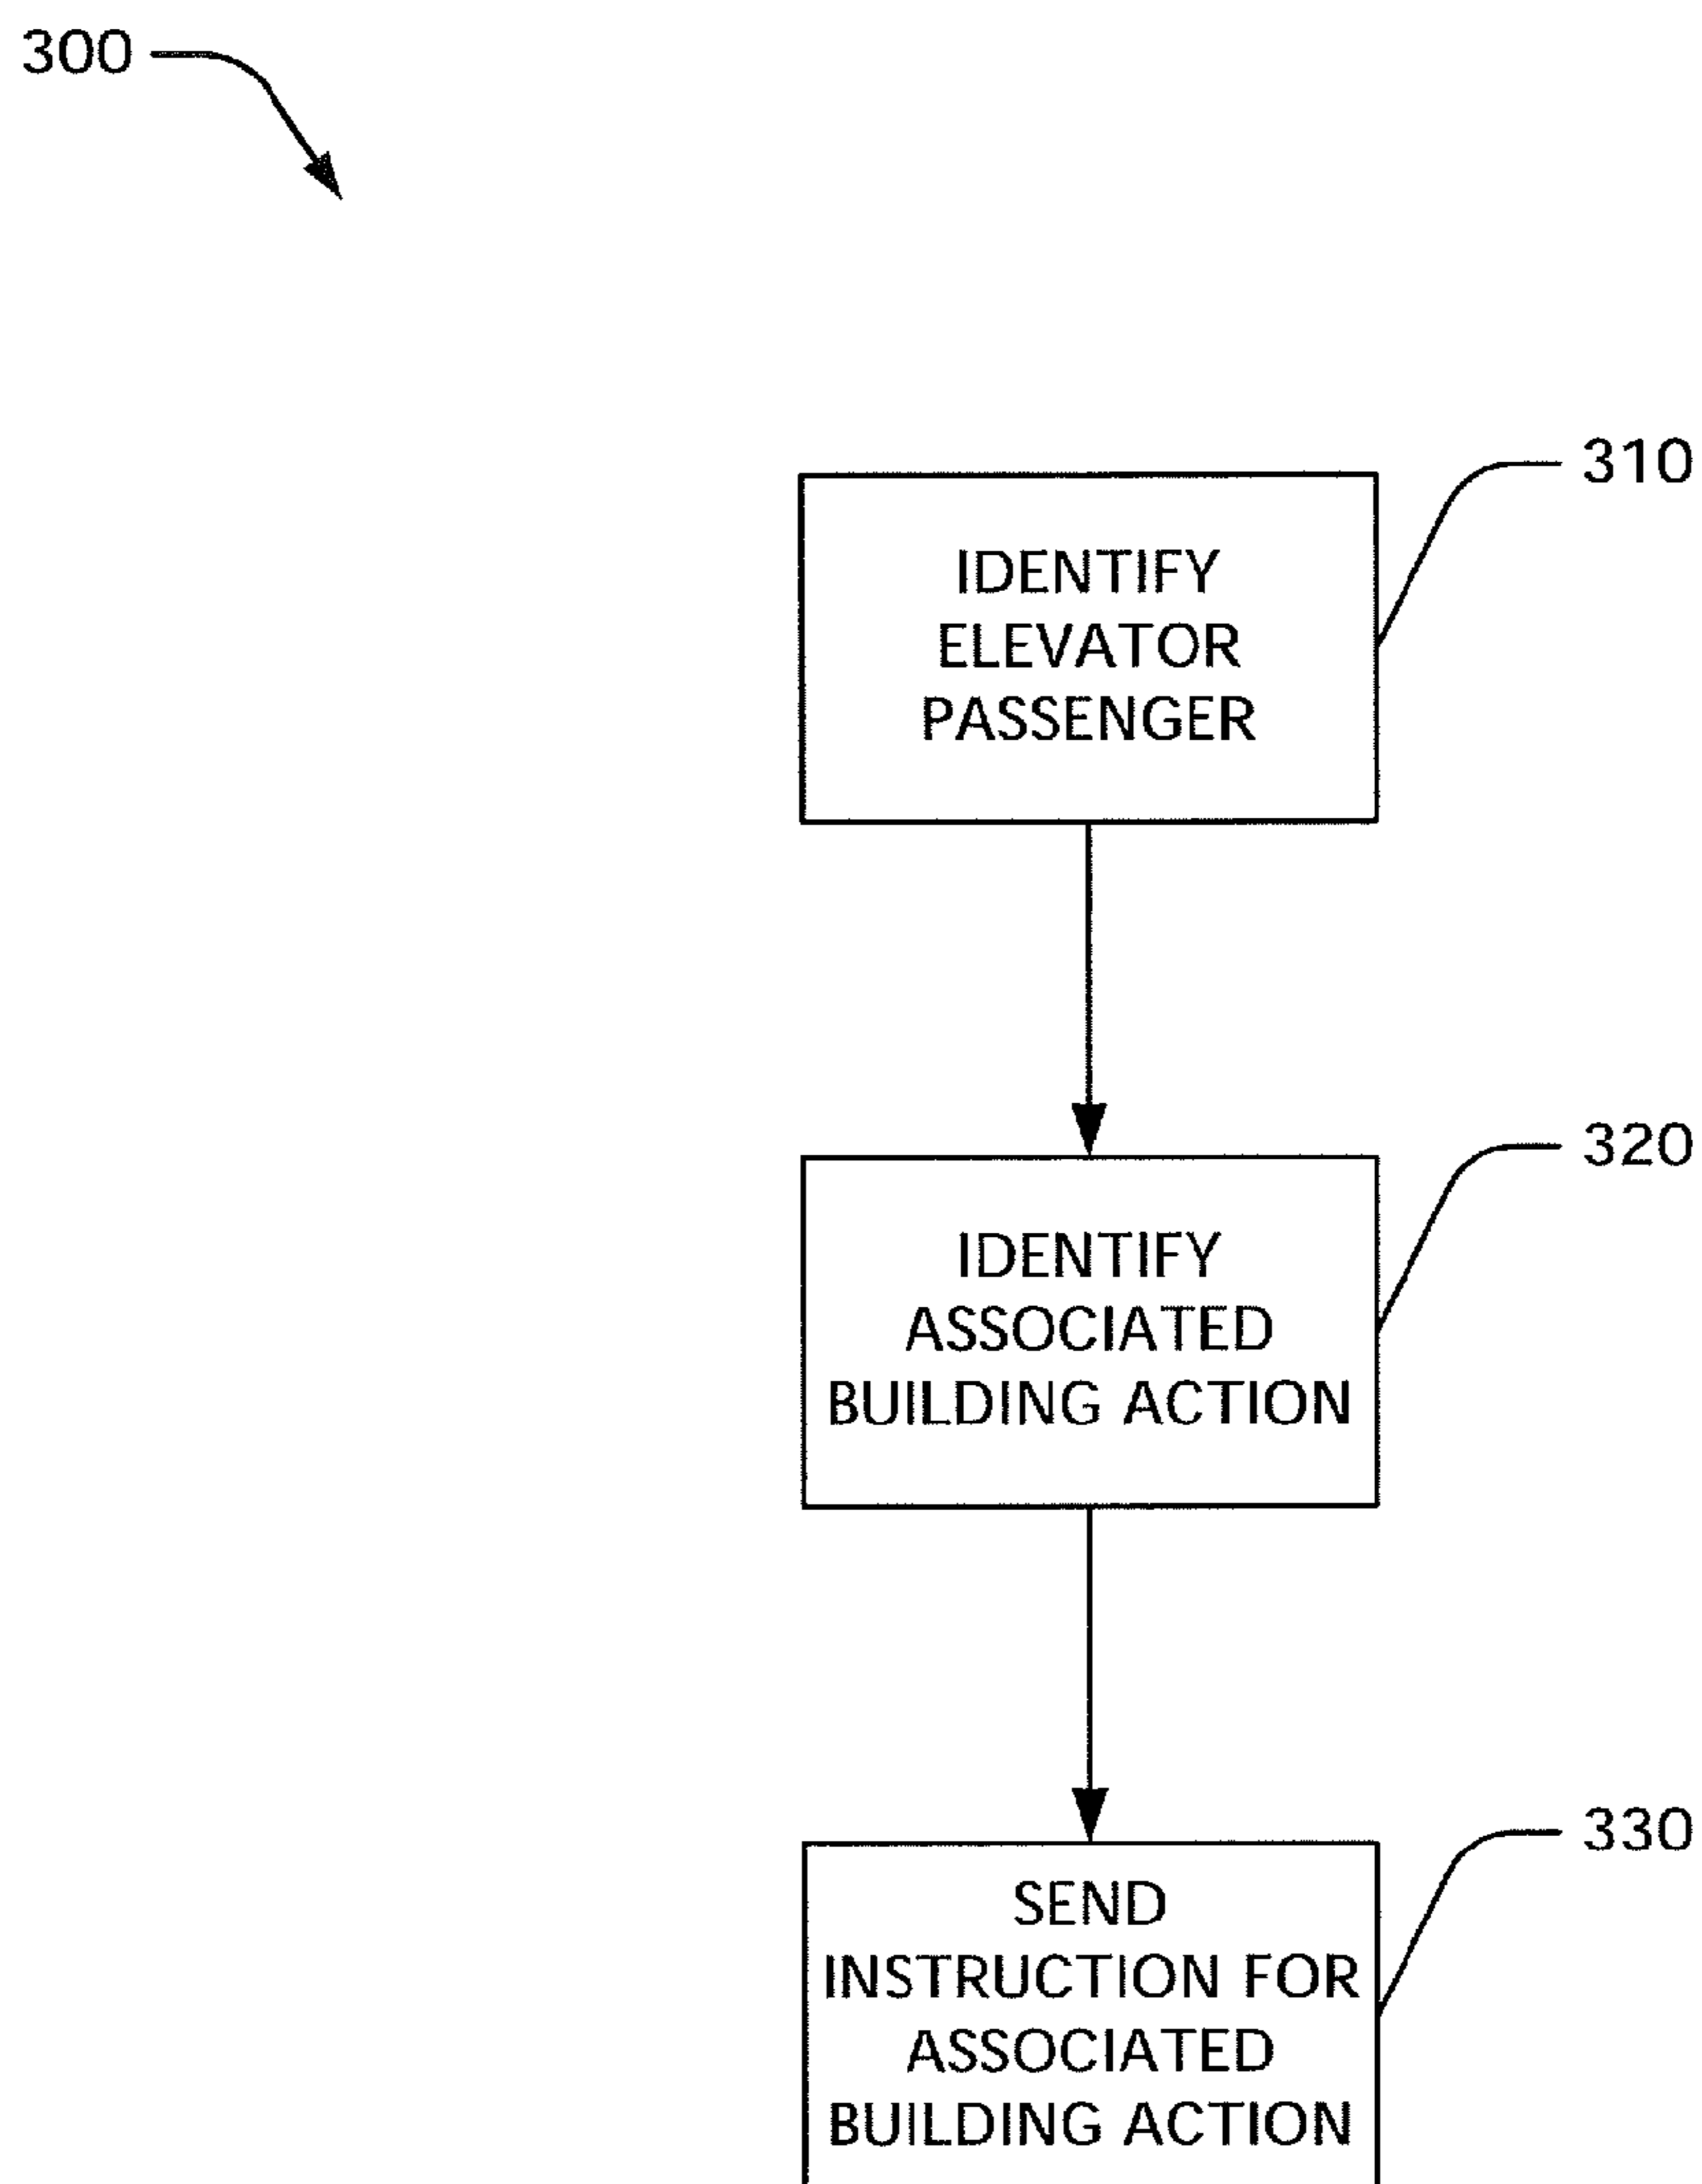 300
310
IDENTIFY
ELEVATOR
PASSENGER
320
IDENTIFY
ASSOCIATED
BUILDING ACTION
330
SEND
INSTRUCTION FOR
ASSOCIATED
BUILDING ACTION